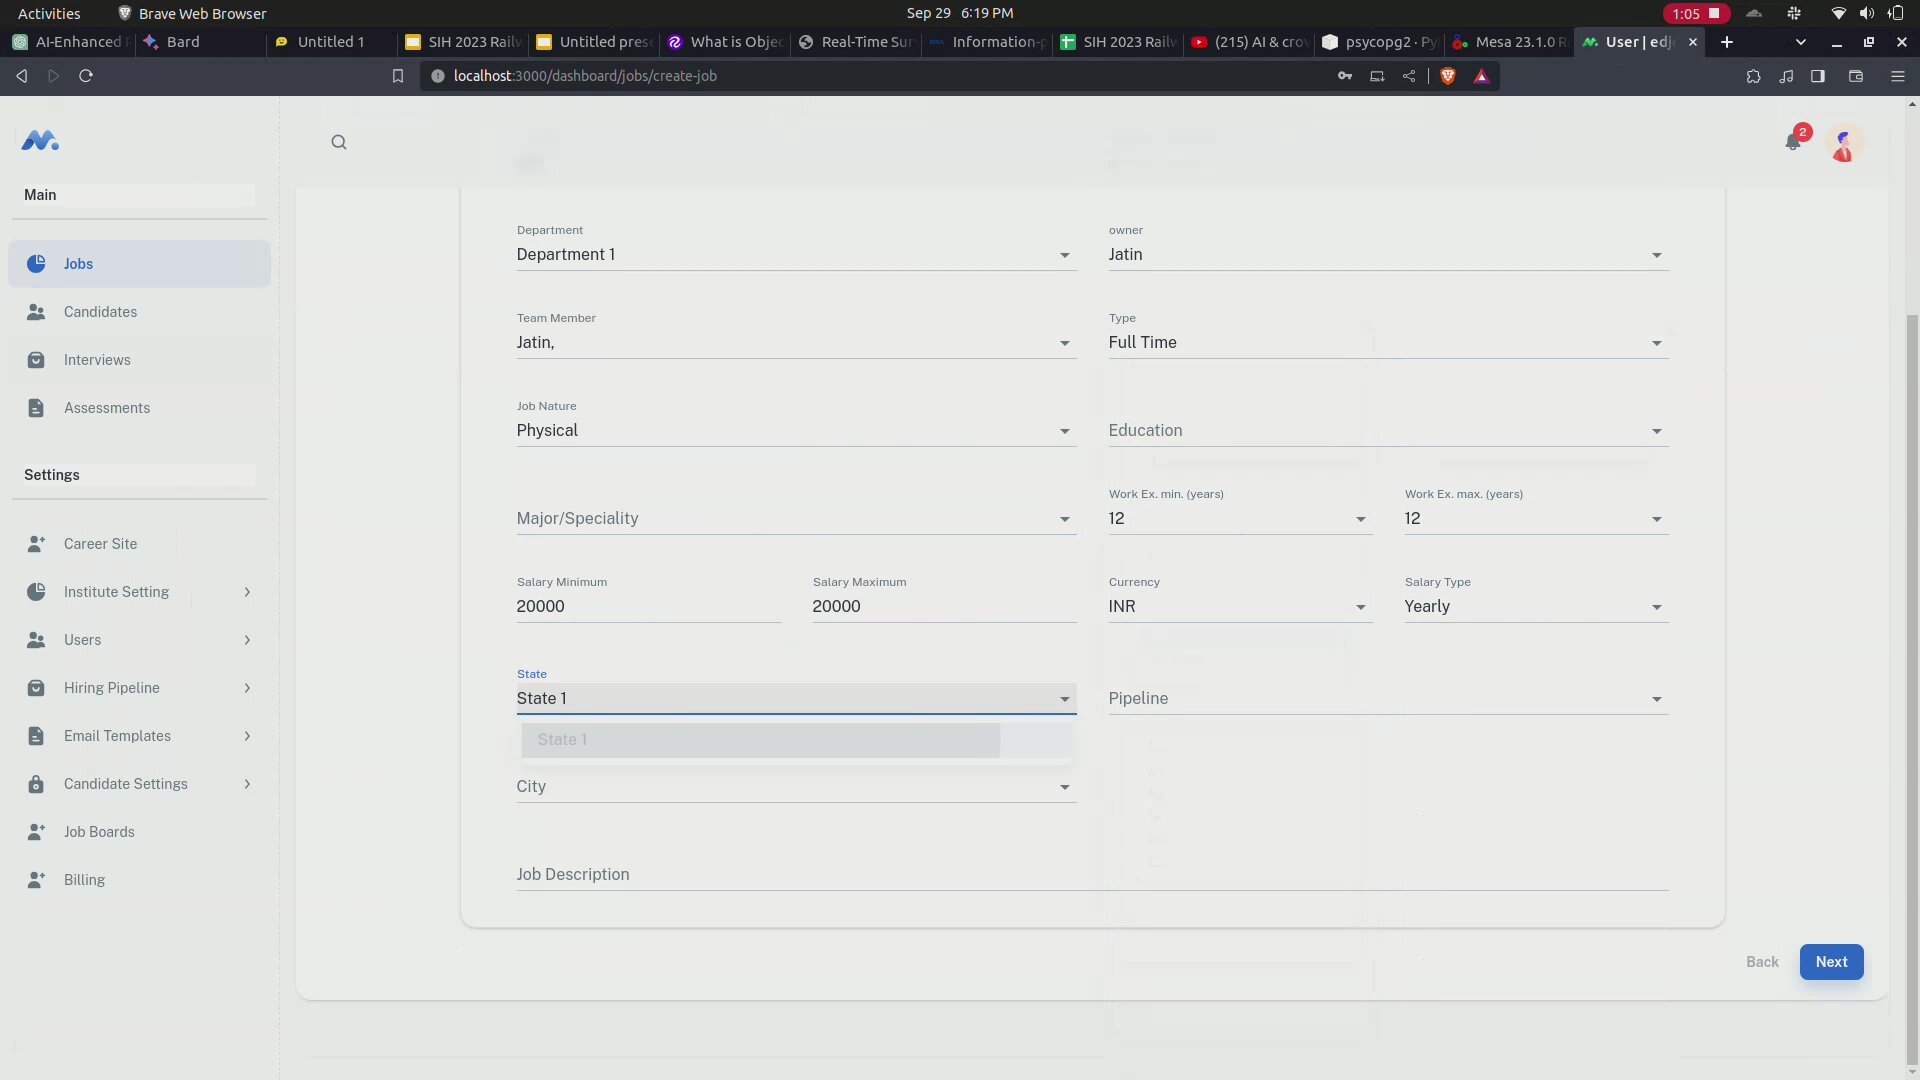 Activities Brave Web Browser Sep 29 6:19 PM 1:05
AI-Enhanced Bard Untitled 1 SIH 2023 Railw Untitled prese What is Objec Real-Time Sur Information-p SIH 2023 Railw (215) AI & crow psycopg2 · Py Mesa 23.1.0 R User | edj
localhost:3000/dashboard/jobs/create-job
2
Main
Jobs
Candidates
Interviews
Assessments
Settings
Career Site
Institute Setting
Users
Hiring Pipeline
Email Templates
Candidate Settings
Job Boards
Billing
Department owner
Department 1 Jatin
Team Member Type
Jatin, Full Time
Job Nature
Physical Education
Work Ex. min. (years) Work Ex. max. (years)
Major/Speciality 12 12
Salary Minimum Salary Maximum Currency Salary Type
20000 20000 INR Yearly
State
State 1 Pipeline
State 1
City
Job Description
Back Next